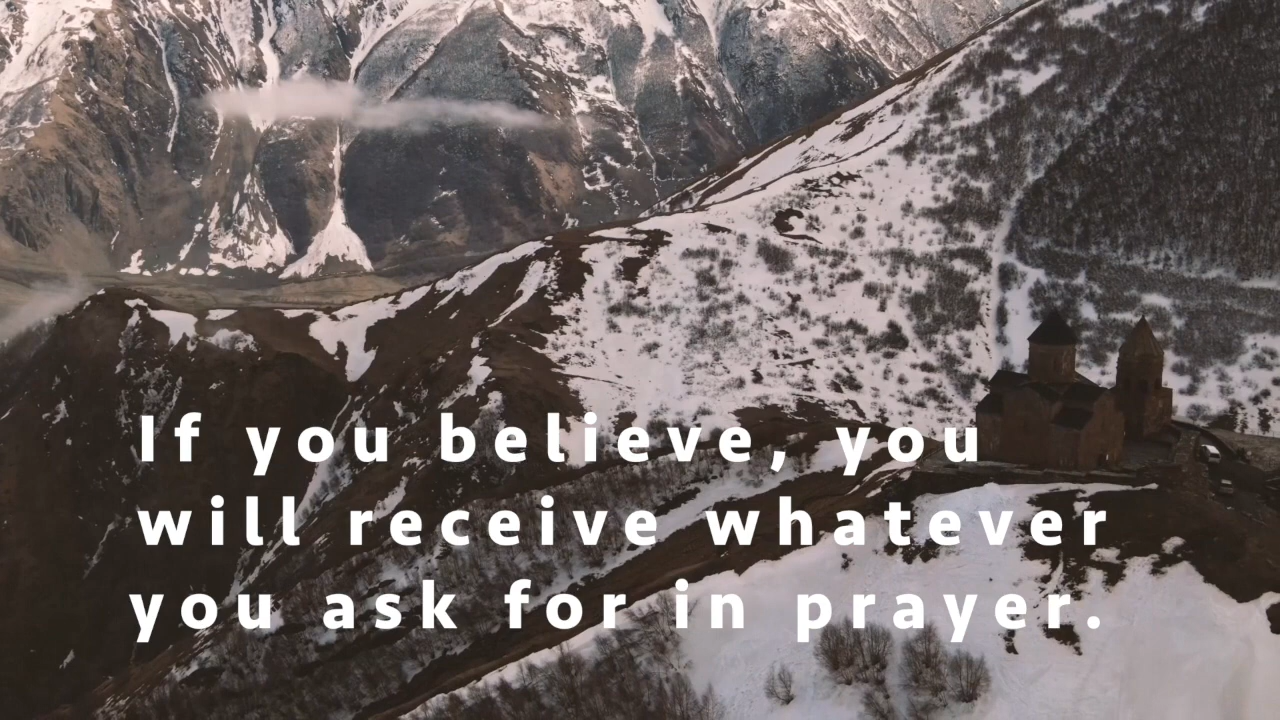 If you believe, you
will receive whatever
you ask for in prayer.